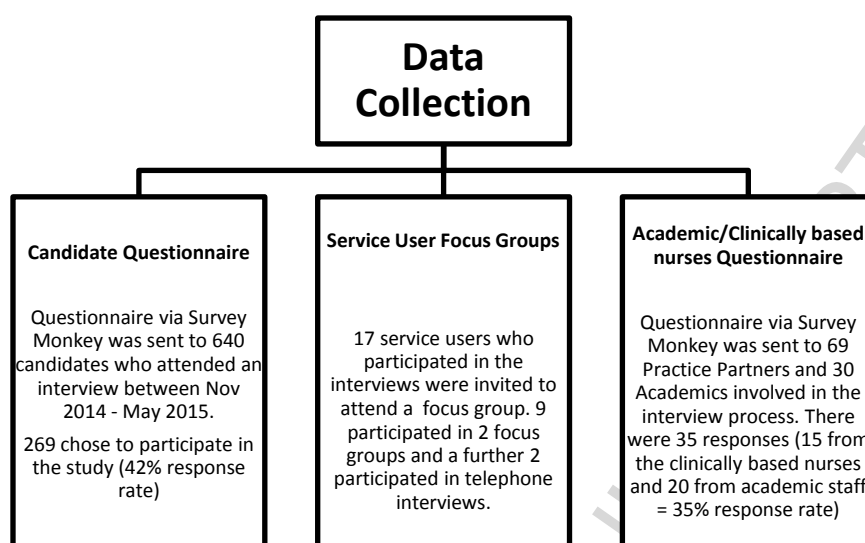 Data
Collection
Candidate Questionnaire
Questionnaire via Survey
Monkey was sent to 640
candidates who attended an
interview between Nov
2014 - May 2015.
269 chose to participate in
the study (42% response
rate)
Service User Focus Groups
17 service users who
participated in the
interviews were invited to
attend a focus group. 9
participated in 2 focus
groups and a further 2
participated in telephone
interviews.
Academic/Clinically based
nurses Questionnaire
Questionnaire via Survey
Monkey was sent to 69
Practice Partners and 30
Academics involved in the
interview process. There
were 35 responses (15 from
the clinically based nurses
and 20 from academic staff
= 35% response rate)